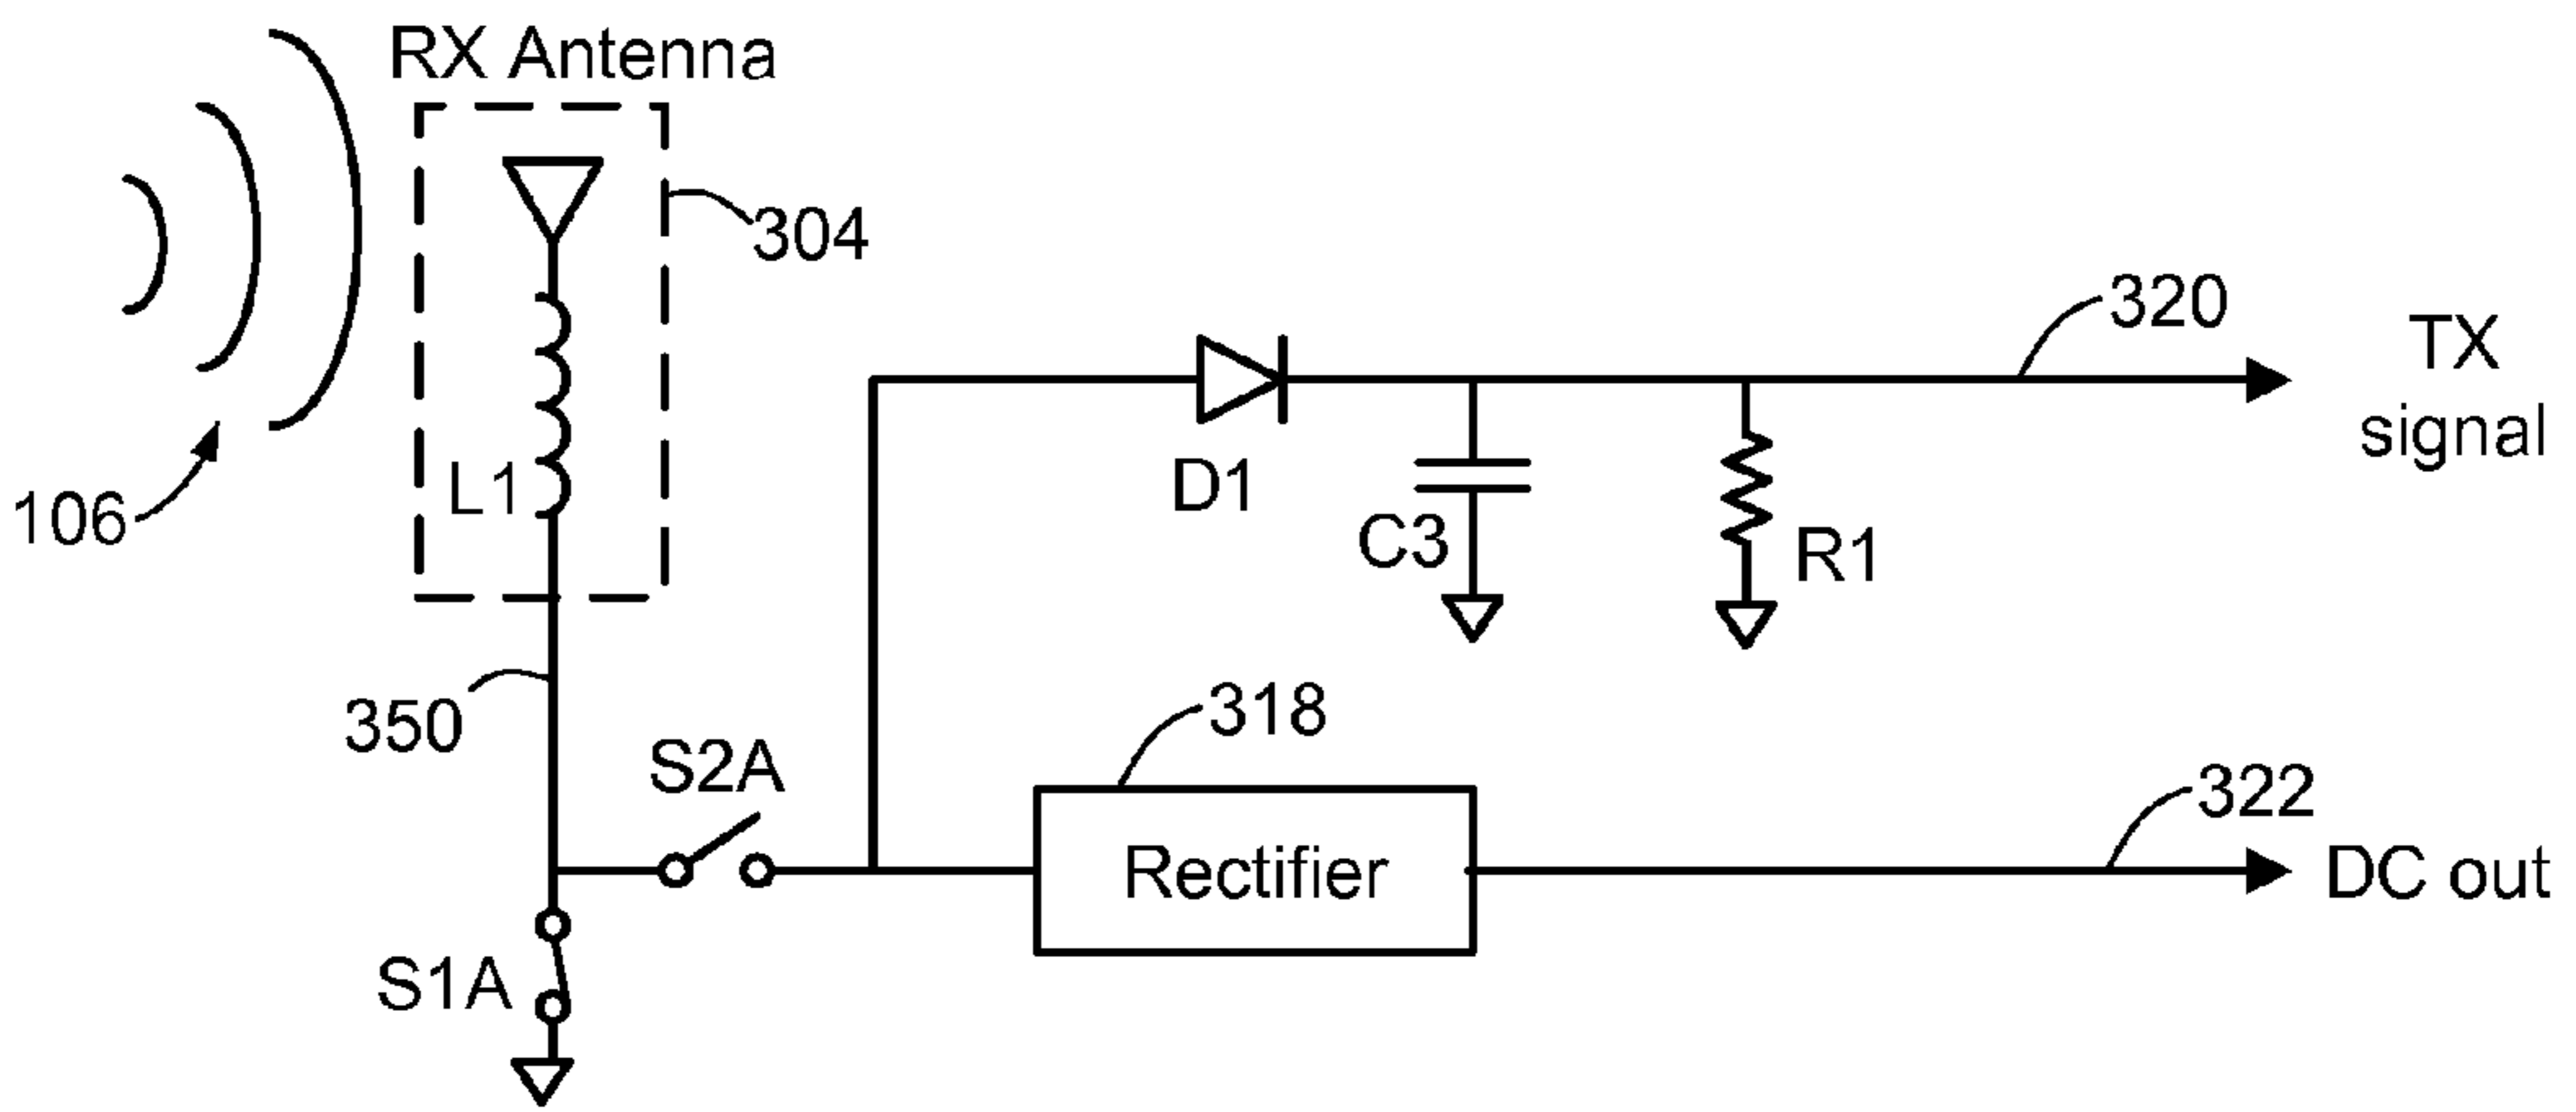 RX Antenna
304
L1
106
350
S2A
S1A
D1
C3
R1
320
TX
signal
318
Rectifier
322
DC out